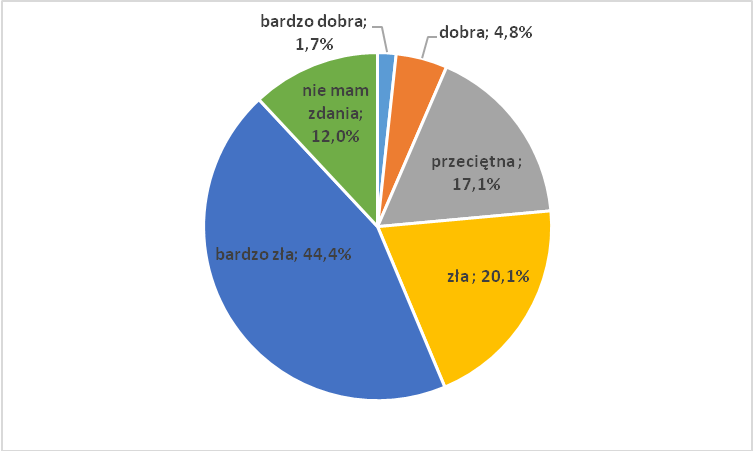 bardzo dobra;
1,7%
dobra; 4,8%
nie mam
zdania;
12,0%
przeciętna ;
17,1%
bardzo zła; 44,4%
zła ; 20,1%